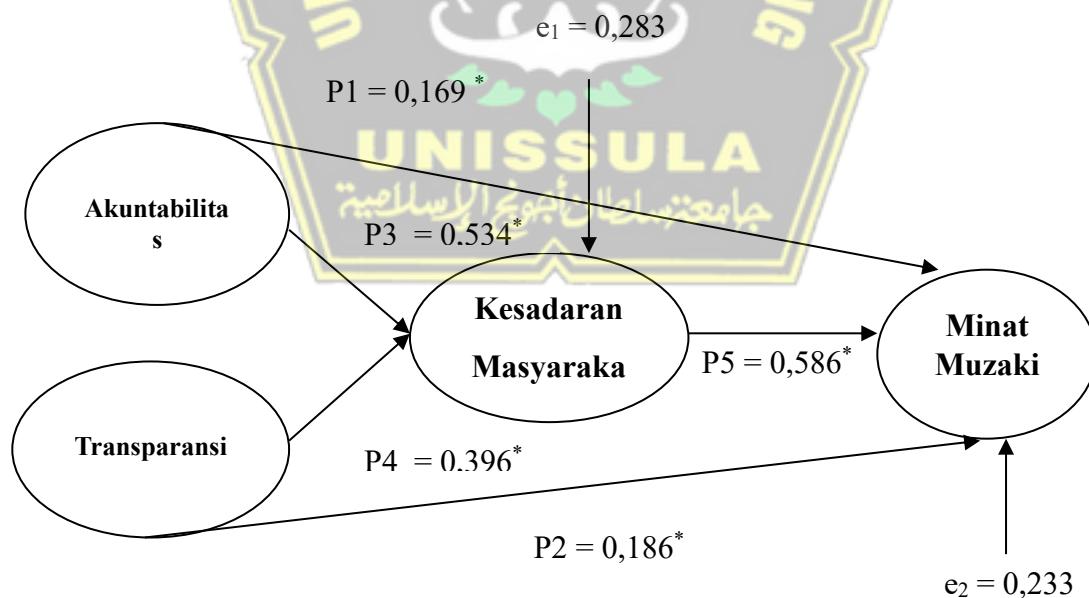 e₁ = 0,283
P1 = 0,169 *
UNISSULA
جامعة سلطان أجونج الإسلامية
Akuntabilita
s
P3 = 0.534*
Kesadaran
Masyaraka
Minat
Muzaki
P5 = 0,586*
Transparansi
P4 = 0.396*
P2 = 0,186*
e₂ = 0,233